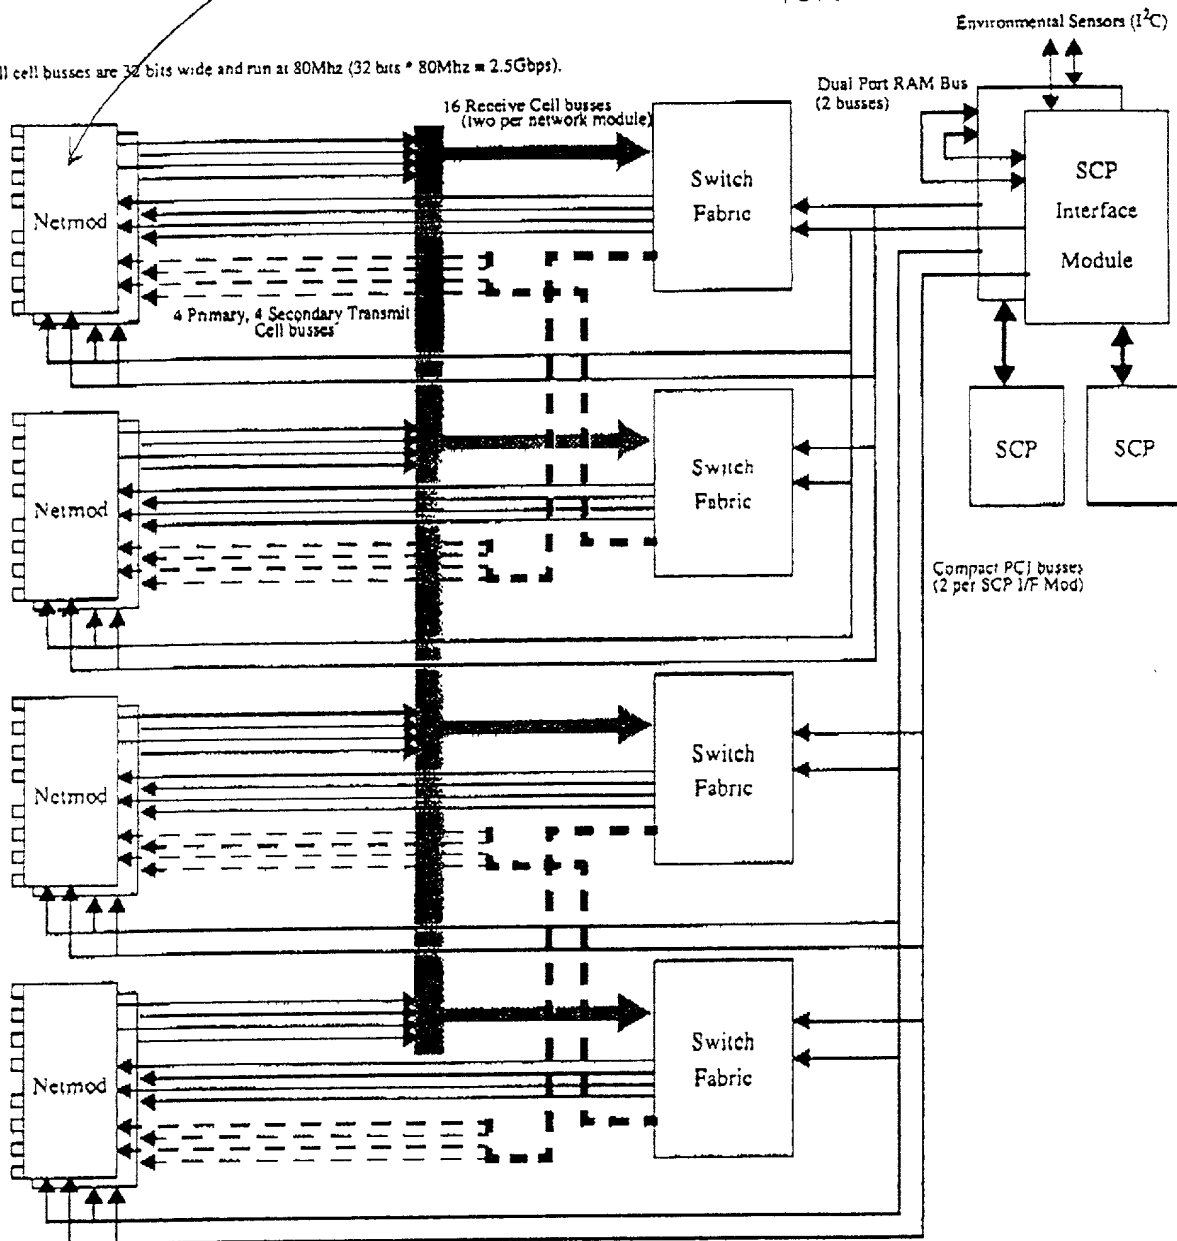 Environmental Sensors (I²C)
ll cell busses are 32 bits wide and run at 80Mhz (32 bits * 80Mhz = 2.5Gbps).
Dual Port RAM Bus
(2 busses)
16 Receive Cell busses
(two per network module)
Netmod
Switch
Fabric
SCP
Interface
Module
4 Primary, 4 Secondary Transmit
Cell busses
Netmod
Switch
Fabric
SCP
SCP
Compact PCI busses
(2 per SCP I/F Mod)
Netmod
Switch
Fabric
Netmod
Switch
Fabric